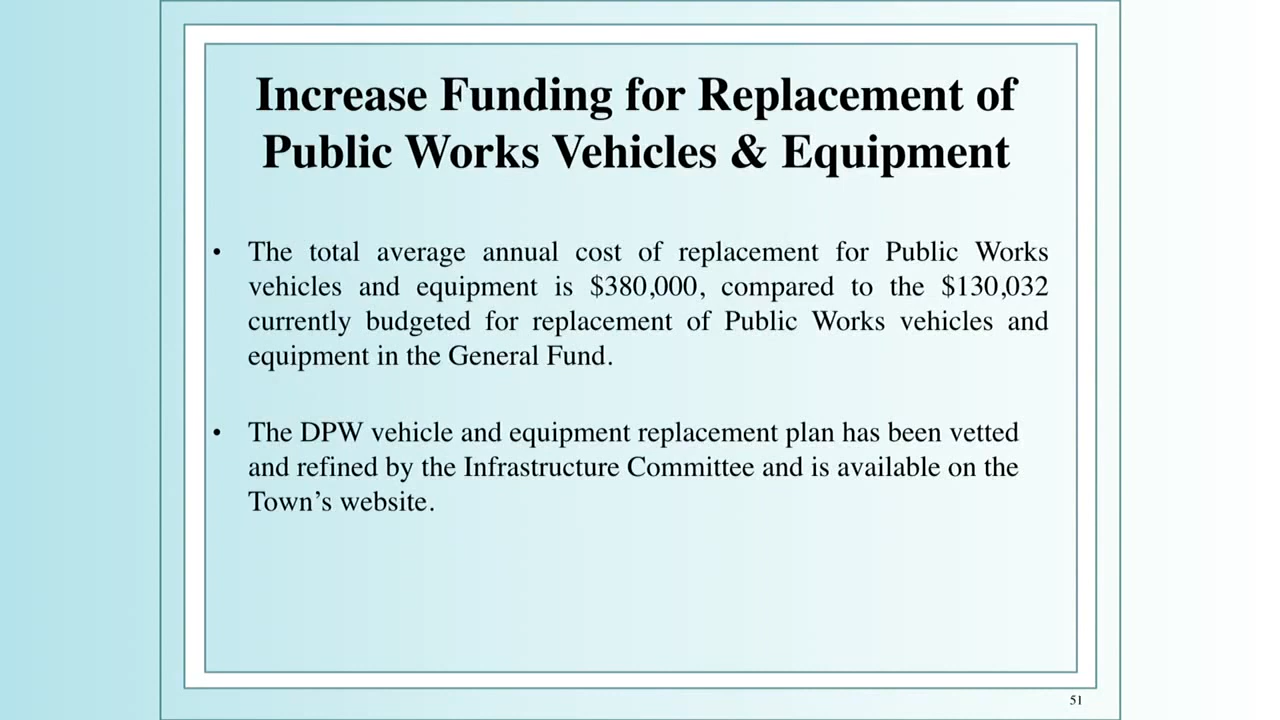 Increase Funding for Replacement of
Public Works Vehicles & Equipment
• The total average annual cost of replacement for Public Works
vehicles and equipment is $380,000, compared to the $130,032
currently budgeted for replacement of Public Works vehicles and
equipment in the General Fund.
• The DPW vehicle and equipment replacement plan has been vetted
and refined by the Infrastructure Committee and is available on the
Town’s website.
51